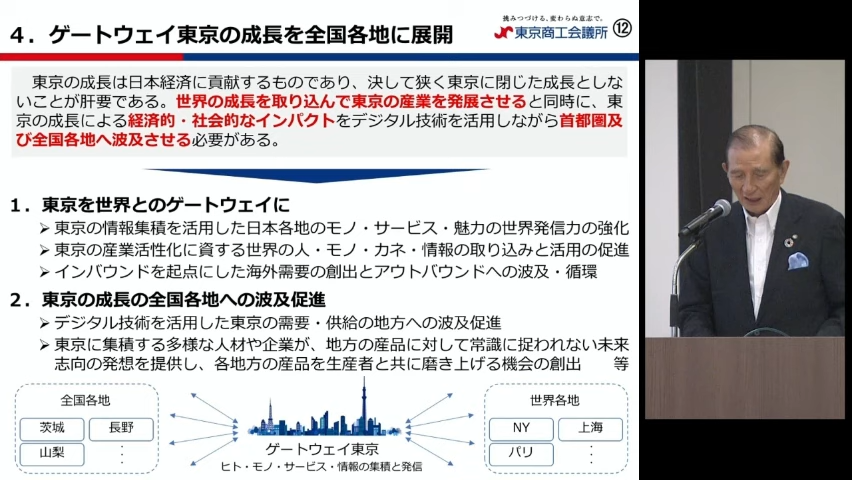 4．ゲートウェイ東京の成長を全国各地に展開
挑みつづける、変わらぬ意志で。
東京商工会議所
⑫
東京の成長は日本経済に貢献するものであり、決して狭く東京に閉じた成長としな
いことが肝要である。世界の成長を取り込んで東京の産業を発展させると同時に、東
京の成長による経済的・社会的なインパクトをデジタル技術を活用しながら首都圏及
び全国各地へ波及させる必要がある。
1．東京を世界とのゲートウェイに
➢東京の情報集積を活用した日本各地のモノ・サービス・魅力の世界発信力の強化
➢東京の産業活性化に資する世界の人・モノ・カネ・情報の取り込みと活用の促進
➢インバウンドを起点にした海外需要の創出とアウトバウンドへの波及・循環
2．東京の成長の全国各地への波及促進
➢デジタル技術を活用した東京の需要・供給の地方への波及促進
➢東京に集積する多様な人材や企業が、地方の産品に対して常識に捉われない未来
志向の発想を提供し、各地方の産品を生産者と共に磨き上げる機会の創出 等
全国各地
茨城 長野
山梨 ⋮
ゲートウェイ東京
ヒト・モノ・サービス・情報の集積と発信
世界各地
NY 上海
パリ ⋮